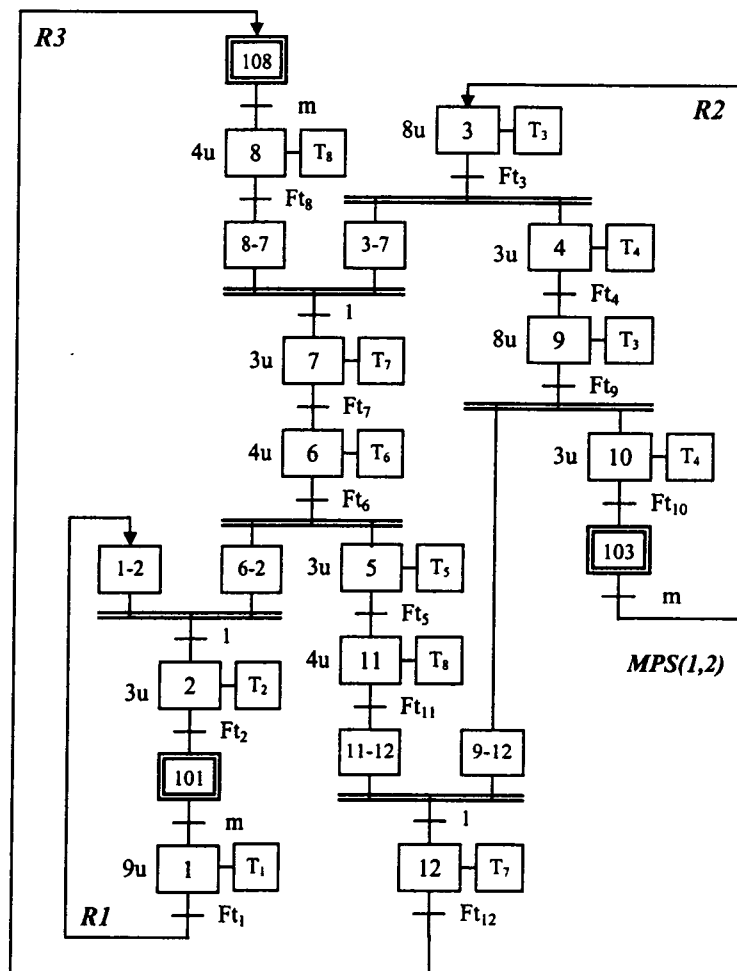 R3
108
m
R2
4u 8 T₈
8u 3 T₃
Ft₈
Ft₃
8-7
3-7
3u 4 T₄
Ft₄
1
3u 7 T₇
8u 9 T₃
Ft₇
Ft₉
4u 6 T₆
3u 10 T₄
Ft₆
Ft₁₀
1-2
6-2
3u 5 T₅
103
Ft₅
m
1
4u 11 T₈
MPS(1,2)
3u 2 T₂
Ft₁₁
Ft₂
11-12
9-12
101
m
1
9u 1 T₁
12 T₇
R1
Ft₁
Ft₁₂